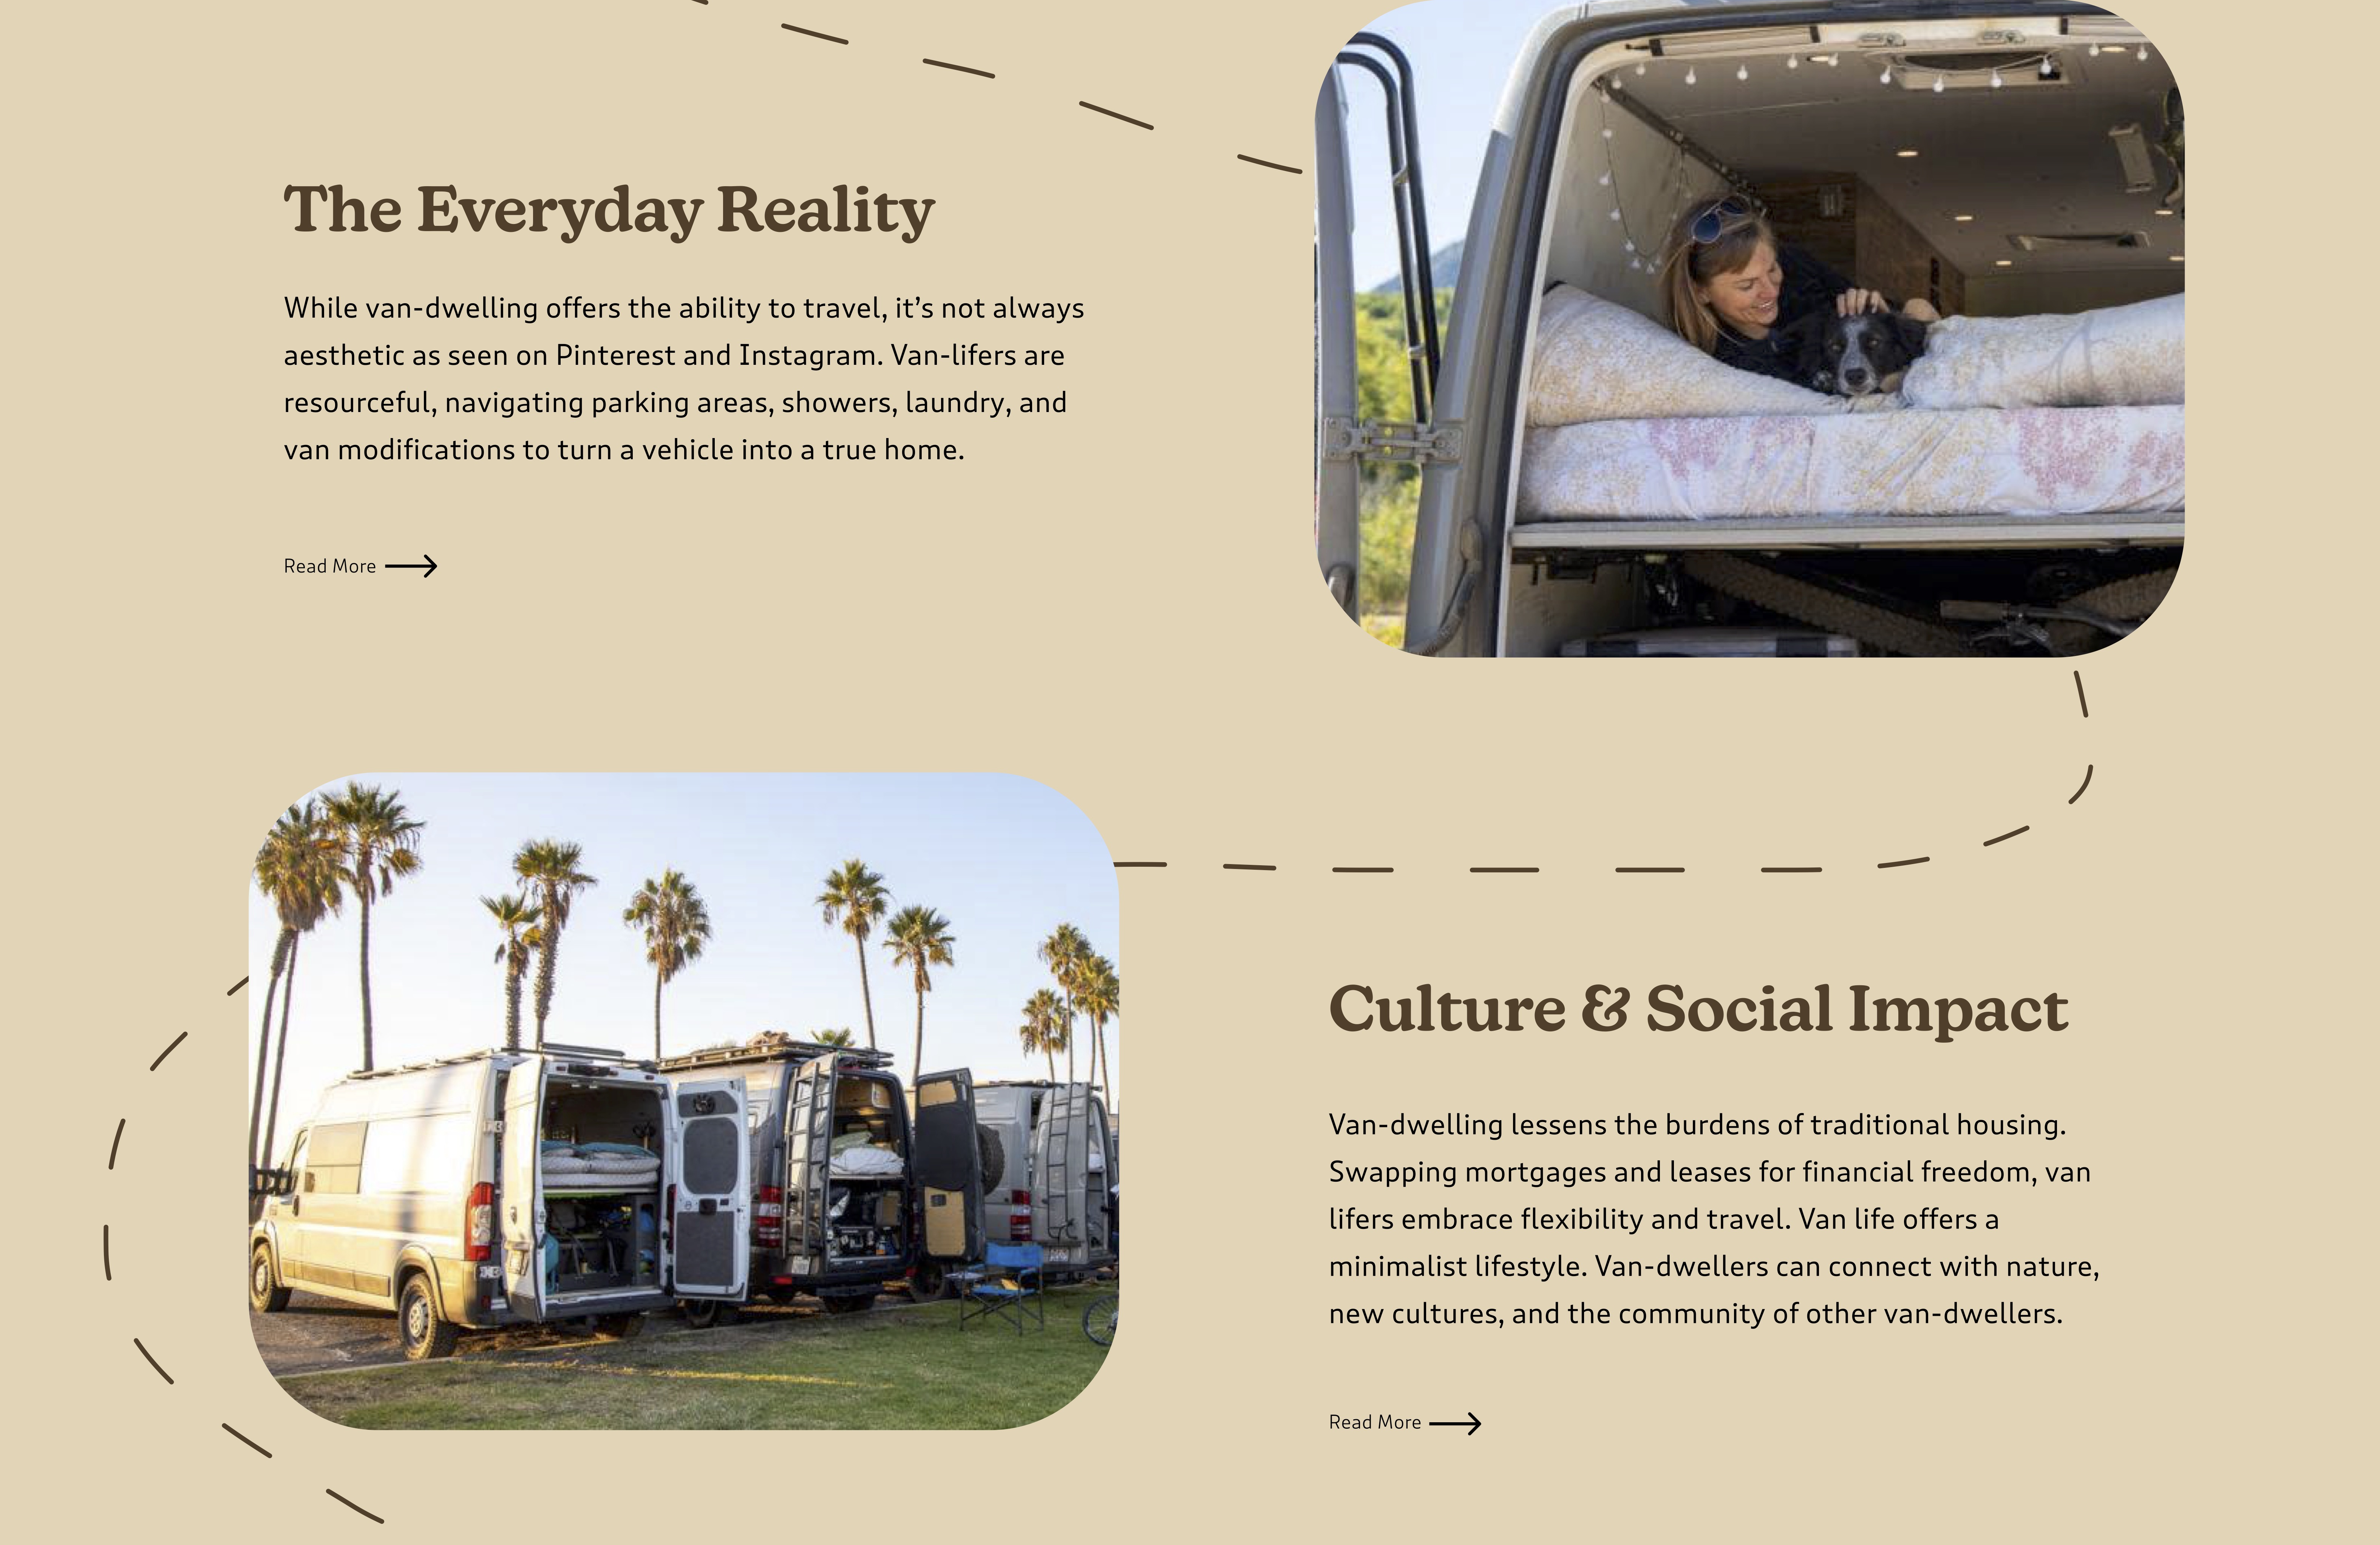 The Everyday Reality
While van-dwelling offers the ability to travel, it’s not always
aesthetic as seen on Pinterest and Instagram. Van-lifers are
resourceful, navigating parking areas, showers, laundry, and
van modifications to turn a vehicle into a true home.
Read More
Culture & Social Impact
Van-dwelling lessens the burdens of traditional housing.
Swapping mortgages and leases for financial freedom, van
lifers embrace flexibility and travel. Van life offers a
minimalist lifestyle. Van-dwellers can connect with nature,
new cultures, and the community of other van-dwellers.
Read More